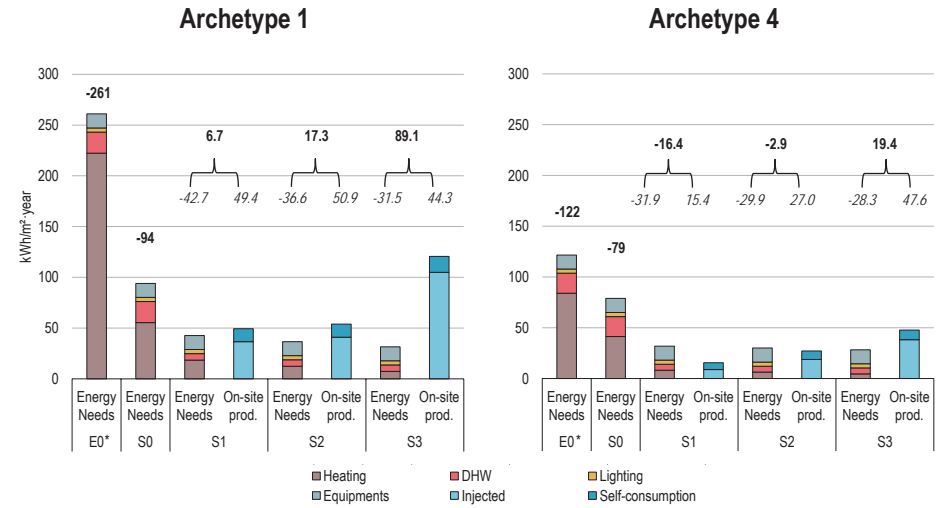 Archetype 1
Archetype 4
kWh/m²·year
300
250
200
150
100
50
0
-261
-94
6.7
-42.7 49.4
17.3
-36.6 50.9
89.1
-31.5 44.3
Energy Needs
Energy Needs
Energy Needs
On-site prod.
Energy Needs
On-site prod.
Energy Needs
On-site prod.
E0* S0 S1 S2 S3
300
250
200
150
100
50
0
-122
-79
-16.4
-31.9 15.4
-2.9
-29.9 27.0
19.4
-28.3 47.6
Energy Needs
Energy Needs
Energy Needs
On-site prod.
Energy Needs
On-site prod.
Energy Needs
On-site prod.
E0* S0 S1 S2 S3
Heating DHW Lighting
Equipments Injected Self-consumption